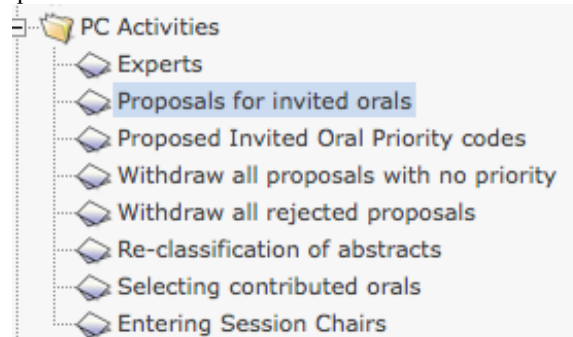 PC Activities
Experts
Proposals for invited orals
Proposed Invited Oral Priority codes
Withdraw all proposals with no priority
Withdraw all rejected proposals
Re-classification of abstracts
Selecting contributed orals
Entering Session Chairs